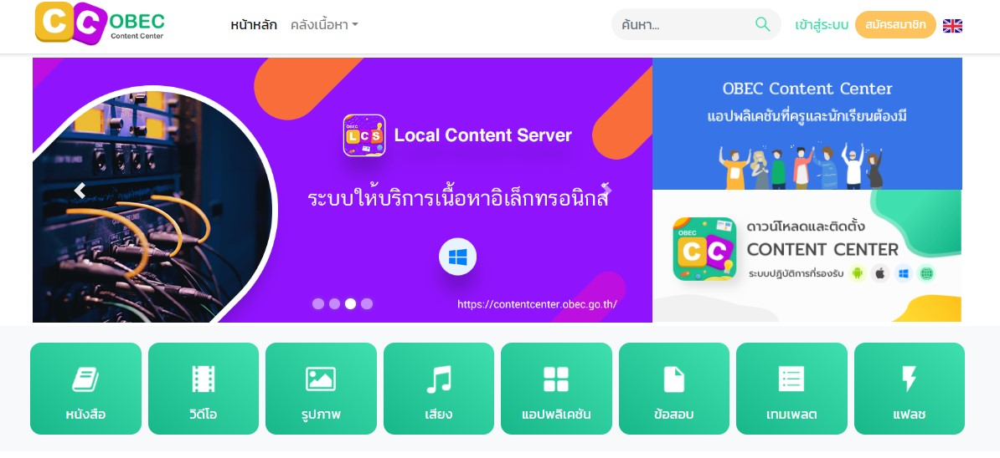 CC OBEC
Content Center
หน้าหลัก
คลังเนื้อหา
ค้นหา...
เข้าสู่ระบบ
สมัครสมาชิก
OBEC
LCS
Local Content Server
ระบบให้บริการเนื้อหาอิเล็กทรอนิกส์
https://contentcenter.obec.go.th/
OBEC Content Center
แอปพลิเคชันที่ครูและนักเรียนต้องมี
OBEC
CC
ดาวน์โหลดและติดตั้ง
CONTENT CENTER
ระบบปฏิบัติการที่รองรับ
หนังสือ
วิดีโอ
รูปภาพ
เสียง
แอปพลิเคชัน
ข้อสอบ
เทมเพลต
แฟลช